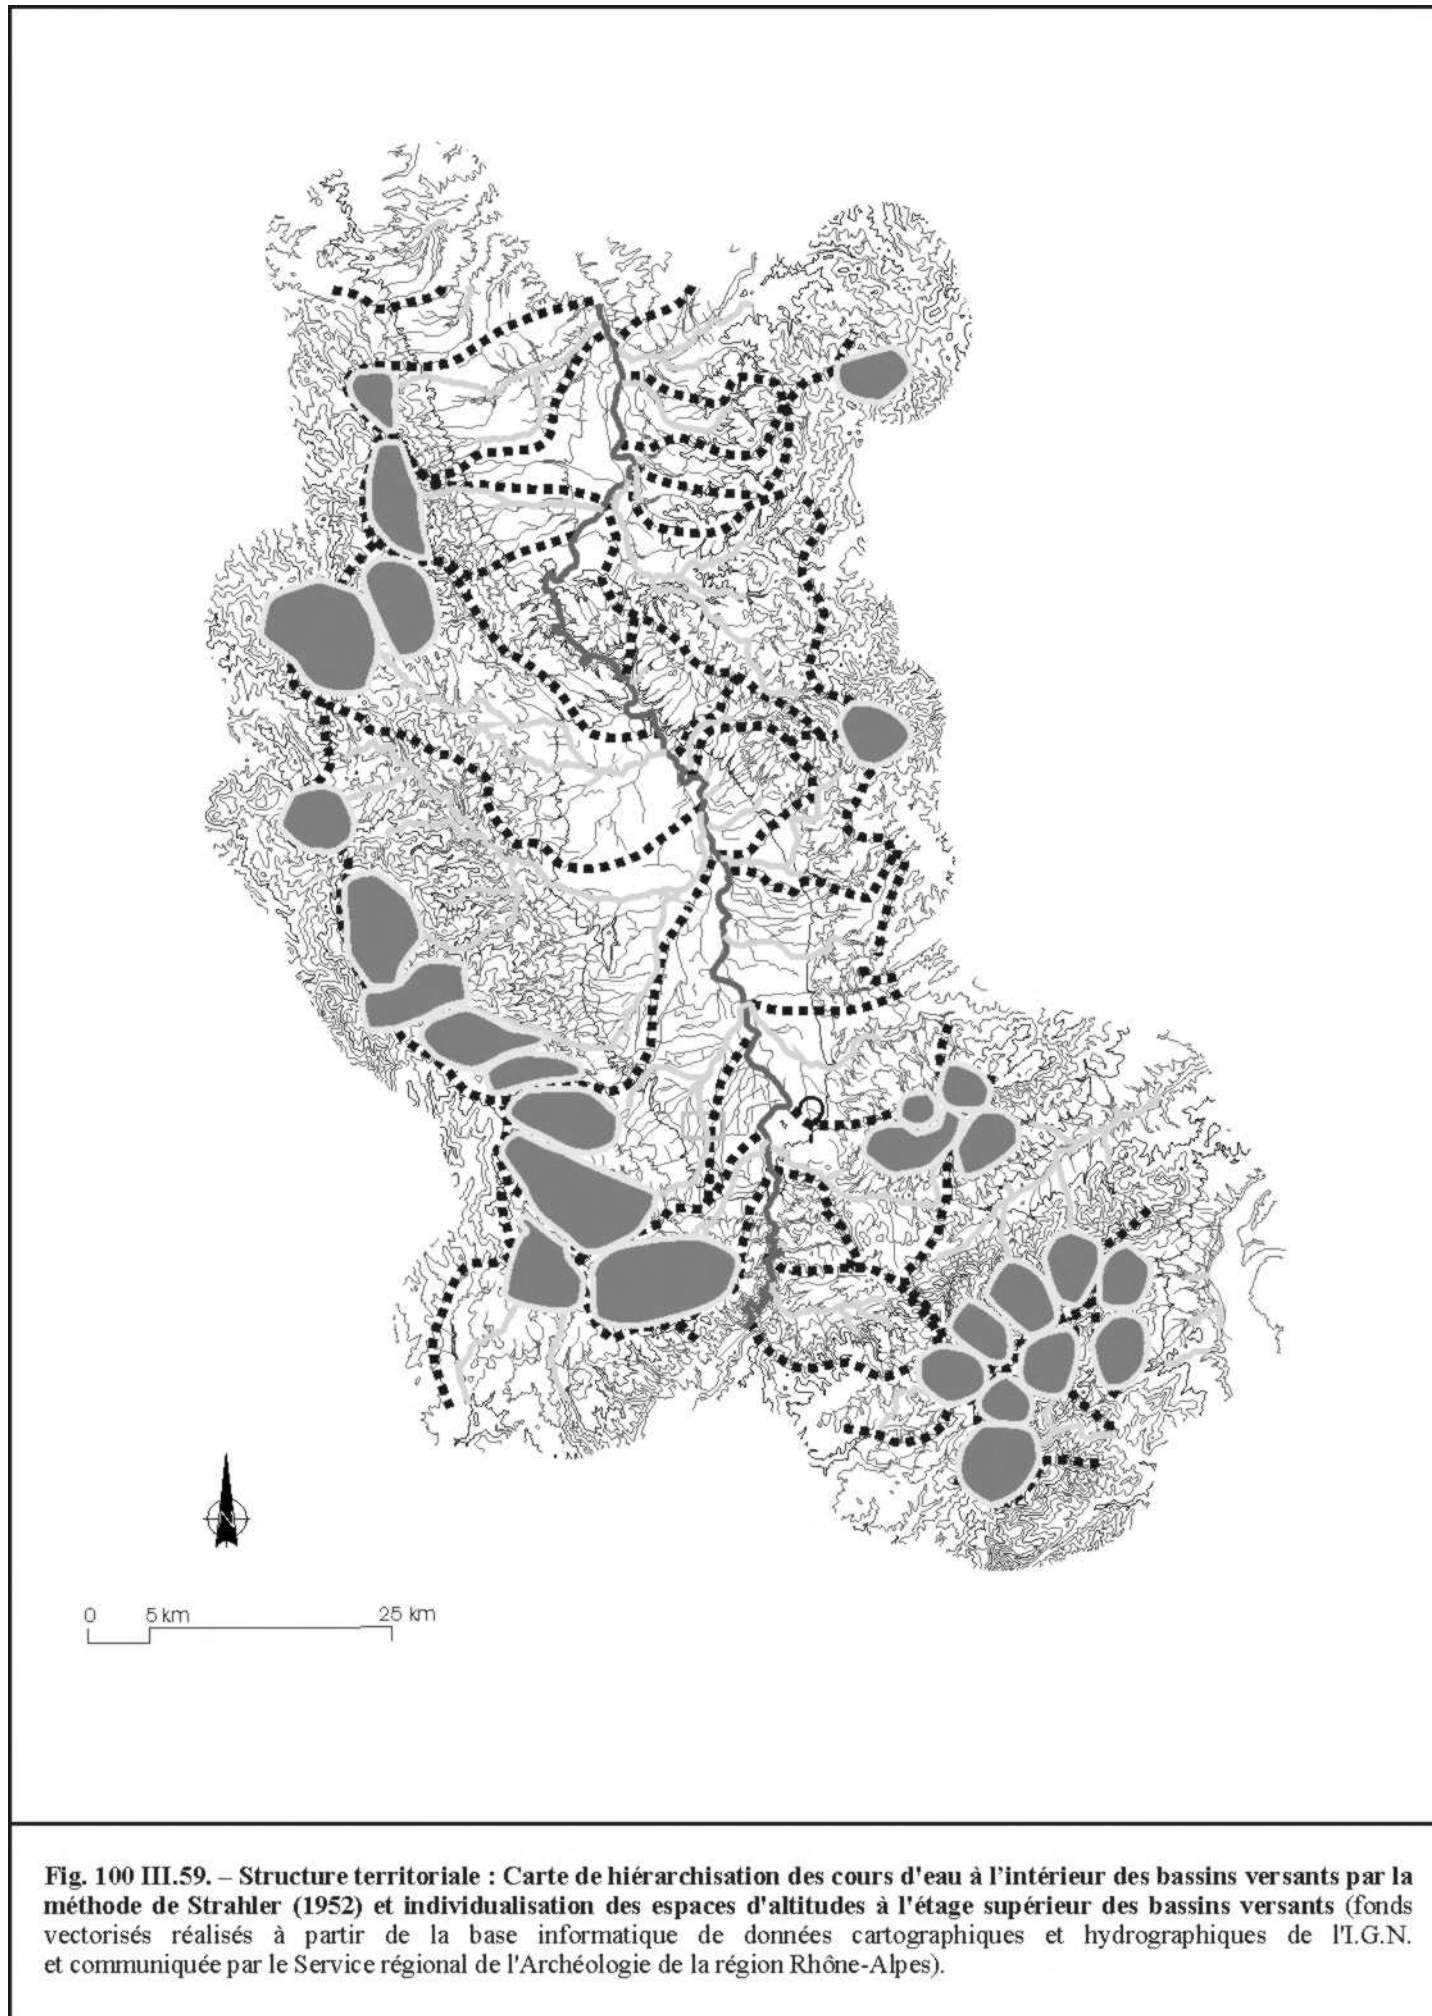 N
0 5 km 25 km
Fig. 100 III.59. – Structure territoriale : Carte de hiérarchisation des cours d'eau à l’intérieur des bassins versants par la
méthode de Strahler (1952) et individualisation des espaces d'altitudes à l'étage supérieur des bassins versants (fonds
vectorisés réalisés à partir de la base informatique de données cartographiques et hydrographiques de l'I.G.N.
et communiquée par le Service régional de l'Archéologie de la région Rhône-Alpes).